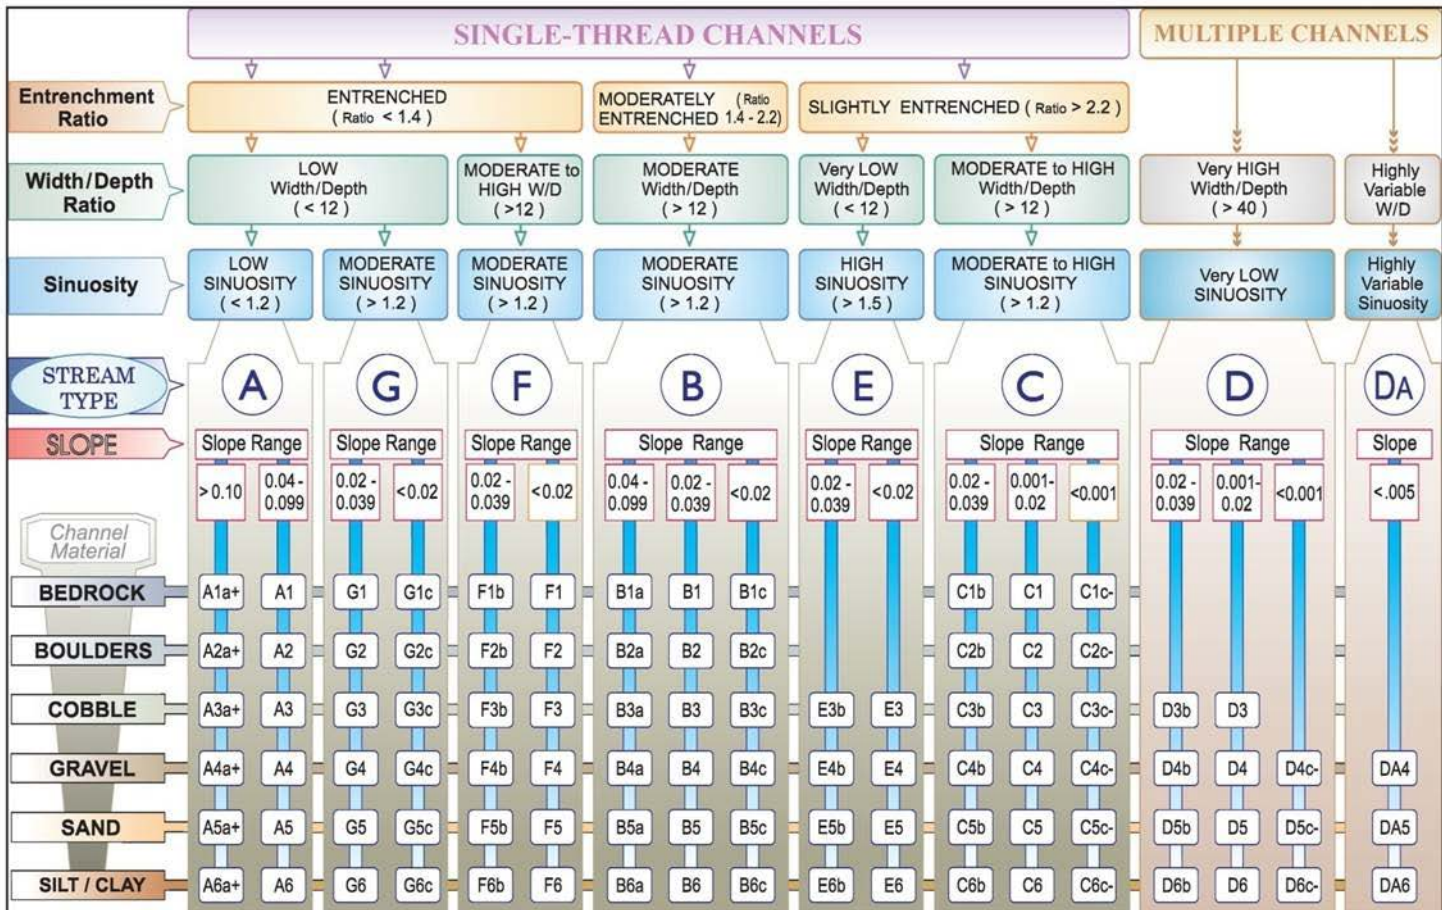 SINGLE-THREAD CHANNELS
MULTIPLE CHANNELS
Entrenchment
Ratio
ENTRENCHED
( Ratio < 1.4 )
MODERATELY ( Ratio
ENTRENCHED 1.4 - 2.2)
SLIGHTLY ENTRENCHED ( Ratio > 2.2 )
Width/Depth
Ratio
LOW
Width/Depth
( < 12 )
MODERATE to
HIGH W/D
( >12 )
MODERATE
Width/Depth
( > 12 )
Very LOW
Width/Depth
( <12 )
MODERATE to HIGH
Width/Depth
( > 12 )
Very HIGH
Width/Depth
( > 40 )
Highly
Variable
W/D
Sinuosity
LOW
SINUOSITY
( < 1.2 )
MODERATE
SINUOSITY
( > 1.2 )
MODERATE
SINUOSITY
( > 1.2 )
MODERATE
SINUOSITY
( > 1.2 )
HIGH
SINUOSITY
( > 1.5 )
MODERATE to HIGH
SINUOSITY
( > 1.2 )
Very LOW
SINUOSITY
Highly
Variable
Sinuosity
STREAM
TYPE
A G F B E C D DA
SLOPE
Slope Range Slope Range Slope Range Slope Range Slope Range Slope Range Slope Range Slope
> 0.10
0.04 -
0.099
0.02 -
0.039
<0.02
0.02 -
0.039
<0.02
0.04 -
0.099
0.02 -
0.039
<0.02
0.02 -
0.039
<0.02
0.02 -
0.039
0.001-
0.02
<0.001
0.02 -
0.039
0.001-
0.02
<0.001
<.005
Channel
Material
BEDROCK A1a+ A1 G1 G1c F1b F1 B1a B1 B1c C1b C1 C1c-
BOULDERS A2a+ A2 G2 G2c F2b F2 B2a B2 B2c C2b C2 C2c-
COBBLE A3a+ A3 G3 G3c F3b F3 B3a B3 B3c E3b E3 C3b C3 C3c- D3b D3
GRAVEL A4a+ A4 G4 G4c F4b F4 B4a B4 B4c E4b E4 C4b C4 C4c- D4b D4 D4c- DA4
SAND A5a+ A5 G5 G5c F5b F5 B5a B5 B5c E5b E5 C5b C5 C5c- D5b D5 D5c- DA5
SILT / CLAY A6a+ A6 G6 G6c F6b F6 B6a B6 B6c E6b E6 C6b C6 C6c- D6b D6 D6c- DA6